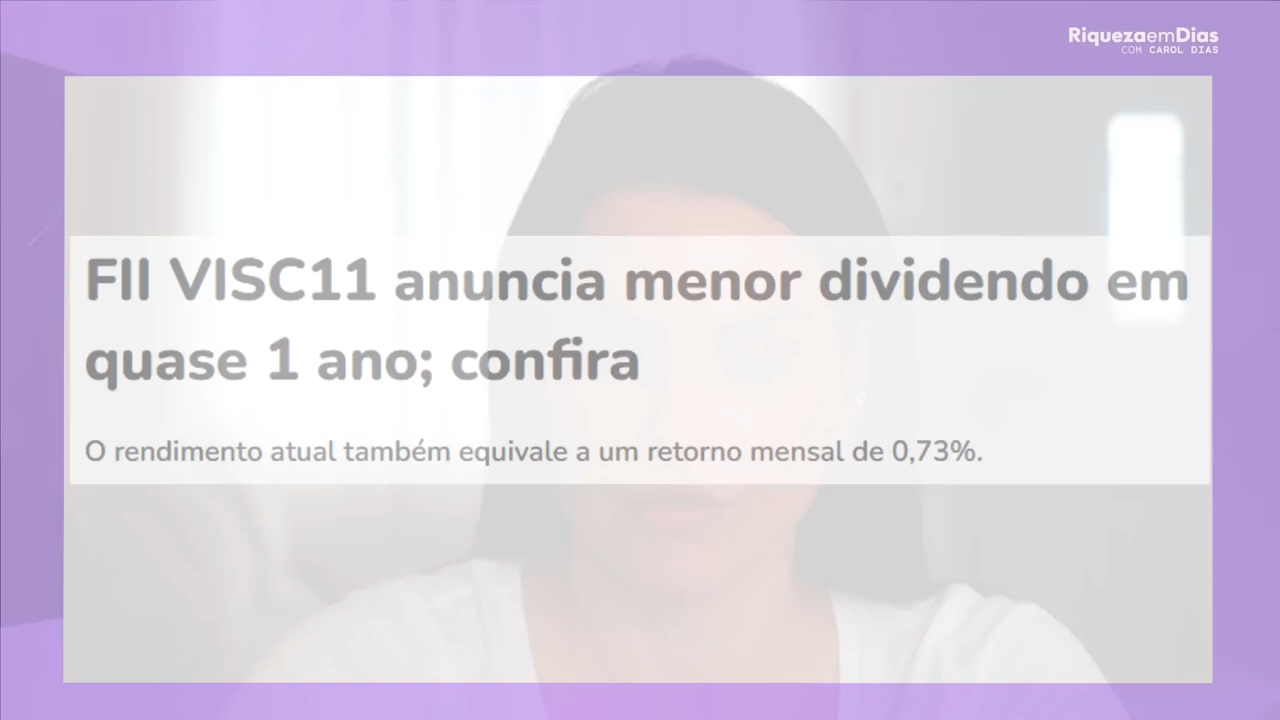 RiquezaemDias
COM CAROL DIAS
FII VISC11 anuncia menor dividendo em
quase 1 ano; confira
O rendimento atual também equivale a um retorno mensal de 0,73%.